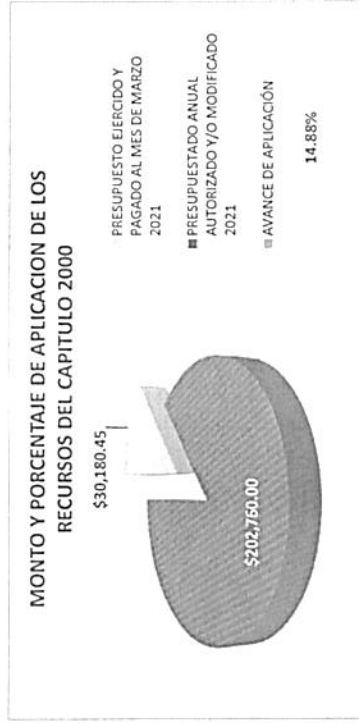 MONTO Y PORCENTAJE DE APLICACION DE LOS
RECURSOS DEL CAPITULO 2000
$30,180.45
$202,760.00
PRESUPUESTO EJERCIDO Y
PAGADO AL MES DE MARZO
2021
PRESUPUESTADO ANUAL
AUTORIZADO Y/O MODIFICADO
2021
AVANCE DE APLICACIÓN
14.88%